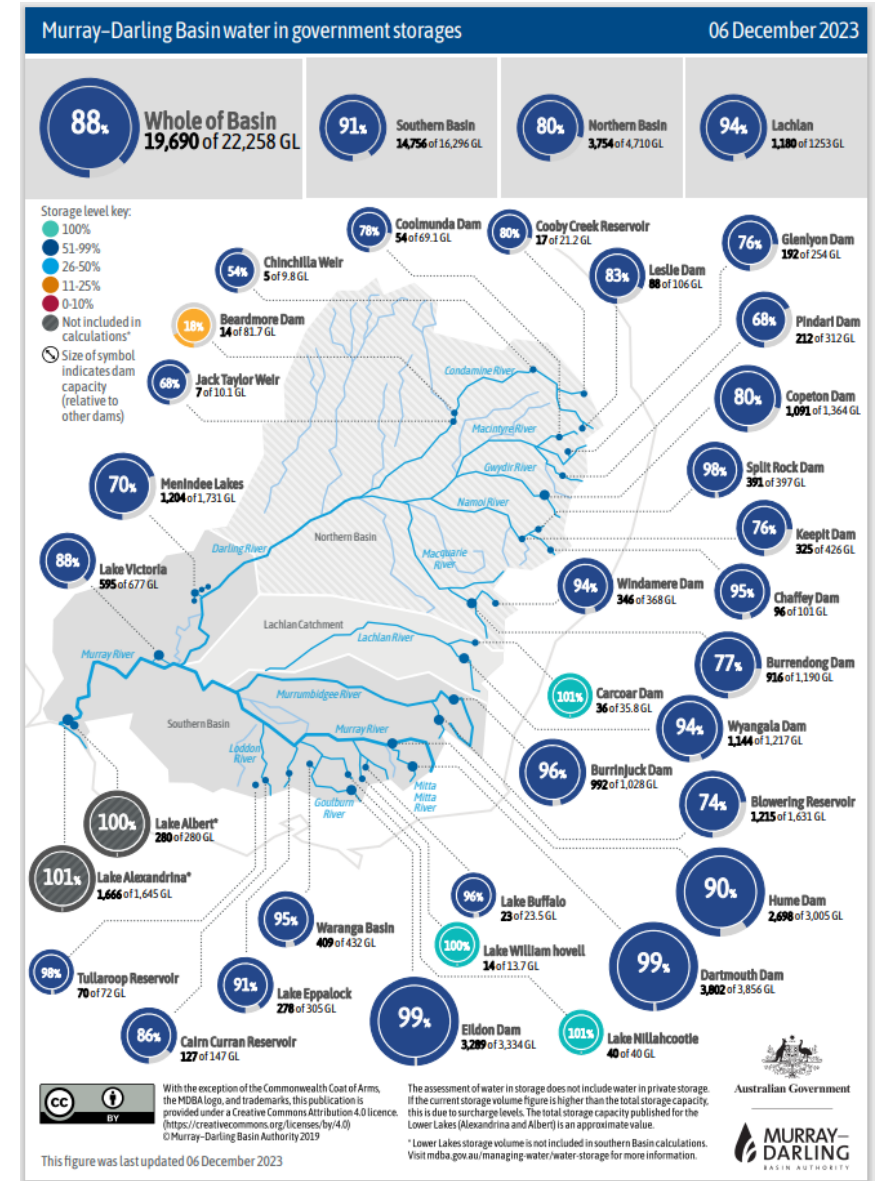 Murray–Darling Basin water in government storages
06 December 2023
88%
Whole of Basin
19,690 of 22,258 GL
91%
Southern Basin
14,756 of 16,296 GL
80%
Northern Basin
3,754 of 4,710 GL
94%
Lachlan
1,180 of 1253 GL
Storage level key:
100%
51-99%
26-50%
11-25%
0-10%
Not included in
calculations*
Size of symbol
indicates dam
capacity
(relative to
other dams)
78%
Coolmunda Dam
54 of 69.1 GL
80%
Cooby Creek Reservoir
17 of 21.2 GL
76%
Glenlyon Dam
192 of 254 GL
54%
Chinchilla Weir
5 of 9.8 GL
83%
Leslie Dam
88 of 106 GL
18%
Beardmore Dam
14 of 81.7 GL
68%
Pindari Dam
212 of 312 GL
68%
Jack Taylor Weir
7 of 10.1 GL
80%
Copeton Dam
1,091 of 1,364 GL
Condamine River
Macintyre River
Gwydir River
Namoi River
98%
Split Rock Dam
391 of 397 GL
70%
Menindee Lakes
1,204 of 1,731 GL
76%
Keepit Dam
325 of 426 GL
Northern Basin
Darling River
Macquarie
River
88%
Lake Victoria
595 of 677 GL
94%
Windamere Dam
346 of 368 GL
95%
Chaffey Dam
96 of 101 GL
Lachlan Catchment
Lachlan River
Murray River
77%
Burrendong Dam
916 of 1,190 GL
101%
Carcoar Dam
36 of 35.8 GL
Murrumbidgee River
Southern Basin
Murray River
94%
Wyangala Dam
1,144 of 1,217 GL
Loddon
River
96%
Burrinjuck Dam
992 of 1,028 GL
Mitta
Mitta
River
Goulburn
River
74%
Blowering Reservoir
1,215 of 1,631 GL
100%
Lake Albert*
280 of 280 GL
101%
Lake Alexandrina*
1,666 of 1,645 GL
90%
Hume Dam
2,698 of 3,005 GL
96%
Lake Buffalo
23 of 23.5 GL
95%
Waranga Basin
409 of 432 GL
100%
Lake William hovell
14 of 13.7 GL
99%
Dartmouth Dam
3,802 of 3,856 GL
98%
Tullaroop Reservoir
70 of 72 GL
91%
Lake Eppalock
278 of 305 GL
99%
Eildon Dam
3,289 of 3,334 GL
101%
Lake Nillahcootie
40 of 40 GL
86%
Cairn Curran Reservoir
127 of 147 GL
cc
BY
With the exception of the Commonwealth Coat of Arms,
the MDBA logo, and trademarks, this publication is
provided under a Creative Commons Attribution 4.0 licence.
(https://creativecommons.org/licenses/by/4.0)
© Murray–Darling Basin Authority 2019
The assessment of water in storage does not include water in private storage.
If the current storage volume figure is higher than the total storage capacity,
this is due to surcharge levels. The total storage capacity published for the
Lower Lakes (Alexandrina and Albert) is an approximate value.
* Lower Lakes storage volume is not included in southern Basin calculations.
Visit mdba.gov.au/managing-water/water-storage for more information.
Australian Government
MURRAY–
DARLING
BASIN AUTHORITY
This figure was last updated 06 December 2023